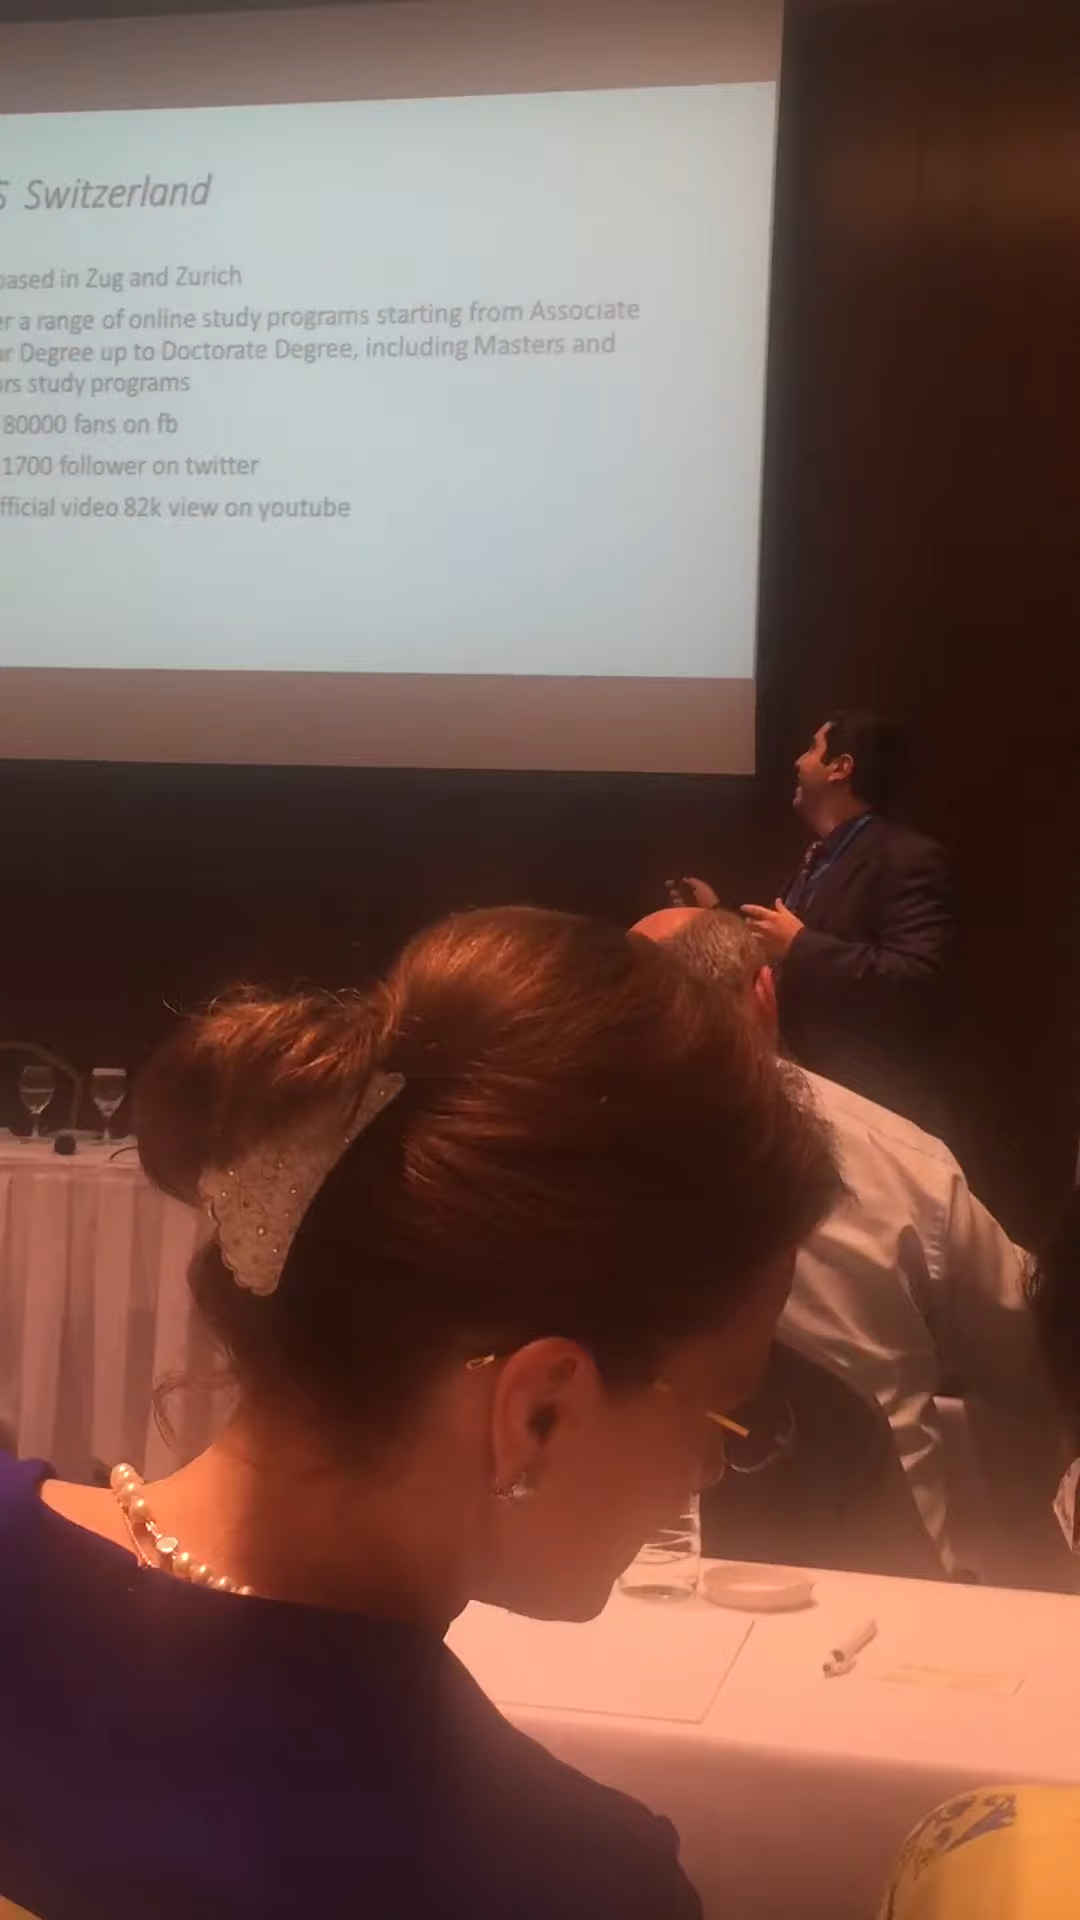 Switzerland
based in Zug and Zurich
a range of online study programs starting from Associate
Degree up to Doctorate Degree, including Masters and
study programs
80000 fans on fb
1700 follower on twitter
video 82k view on youtube